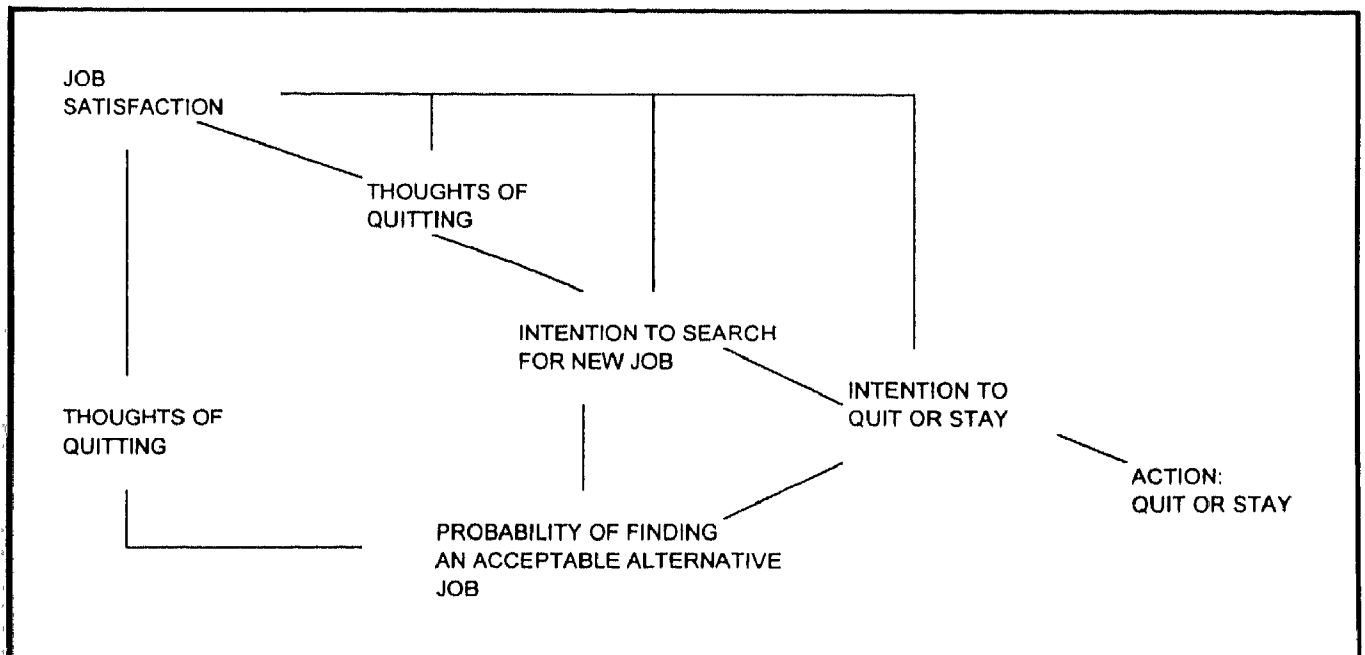 JOB
SATISFACTION
THOUGHTS OF
QUITTING
INTENTION TO SEARCH
FOR NEW JOB
INTENTION TO
QUIT OR STAY
THOUGHTS OF
QUITTING
ACTION:
QUIT OR STAY
PROBABILITY OF FINDING
AN ACCEPTABLE ALTERNATIVE
JOB